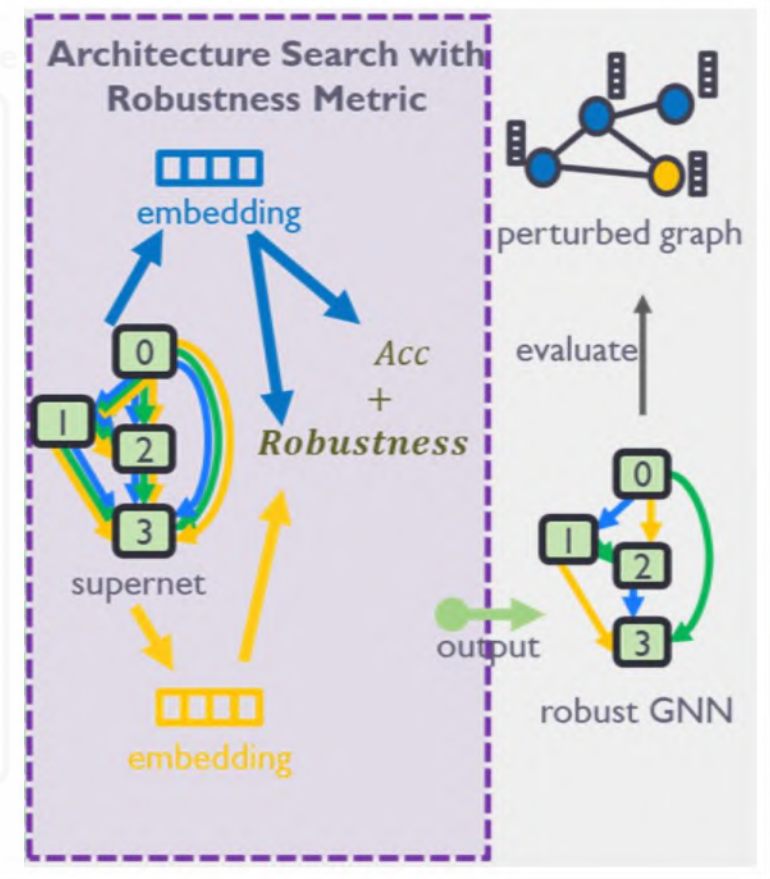 Architecture Search with
Robustness Metric
embedding
0
1
2
3
supernet
Acc
+
Robustness
embedding
output
perturbed graph
evaluate
0
1
2
3
robust GNN